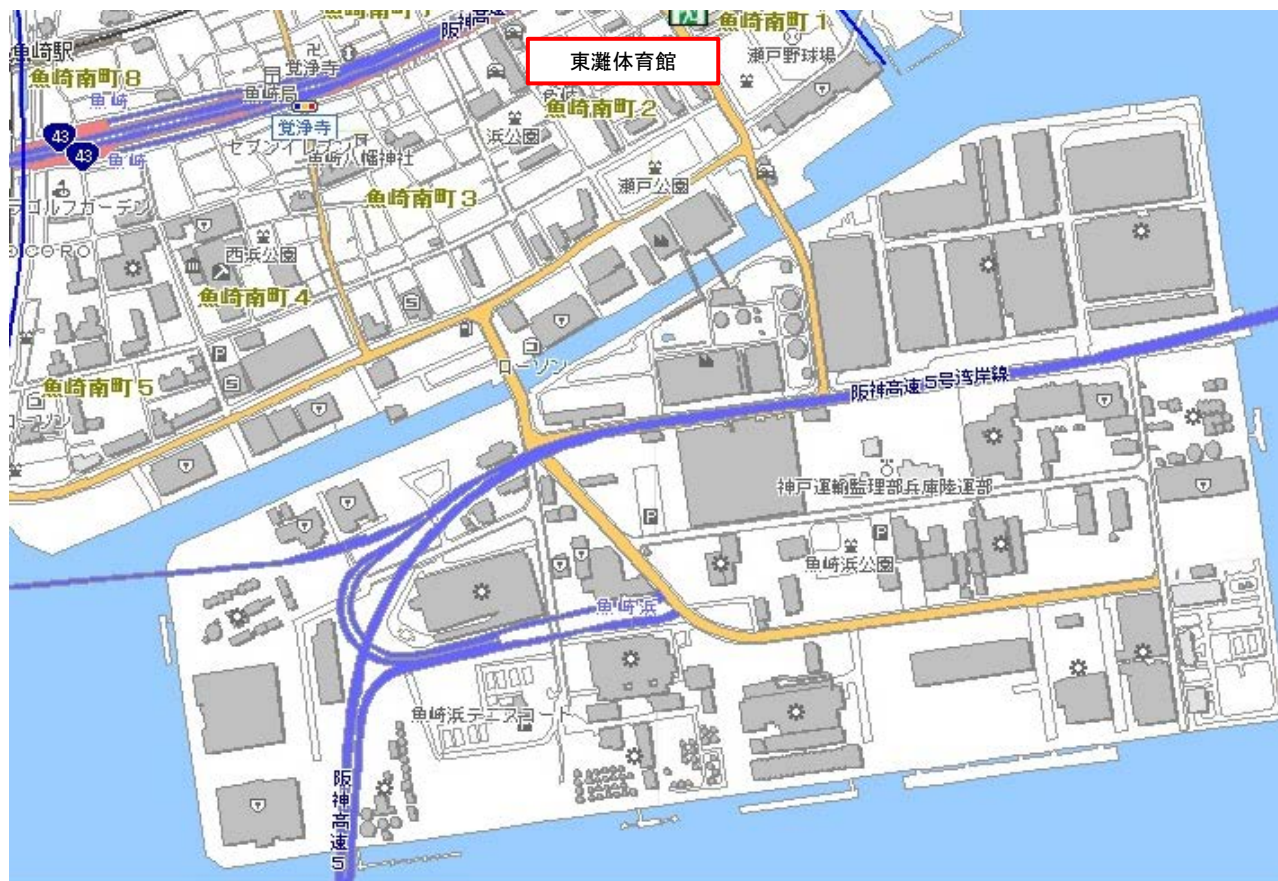 阪神高速
魚崎南町1
東灘体育館
瀬戸野球場
魚崎駅
覚浄寺
魚崎南町8
魚崎局
魚崎
魚崎南町2
浜公園
覚浄寺
43
43
魚崎
セブンイレブン
魚崎八幡神社
瀬戸公園
魚崎南町3
ゴルフガーデン
OCORO
西浜公園
魚崎南町4
P
S
ローソン
魚崎南町5
S
ローソン
阪神高速5号湾岸線
神戸運輸監理部兵庫陸運部
P
P
魚崎浜公園
魚崎浜
魚崎浜テニスコート
阪神高速5